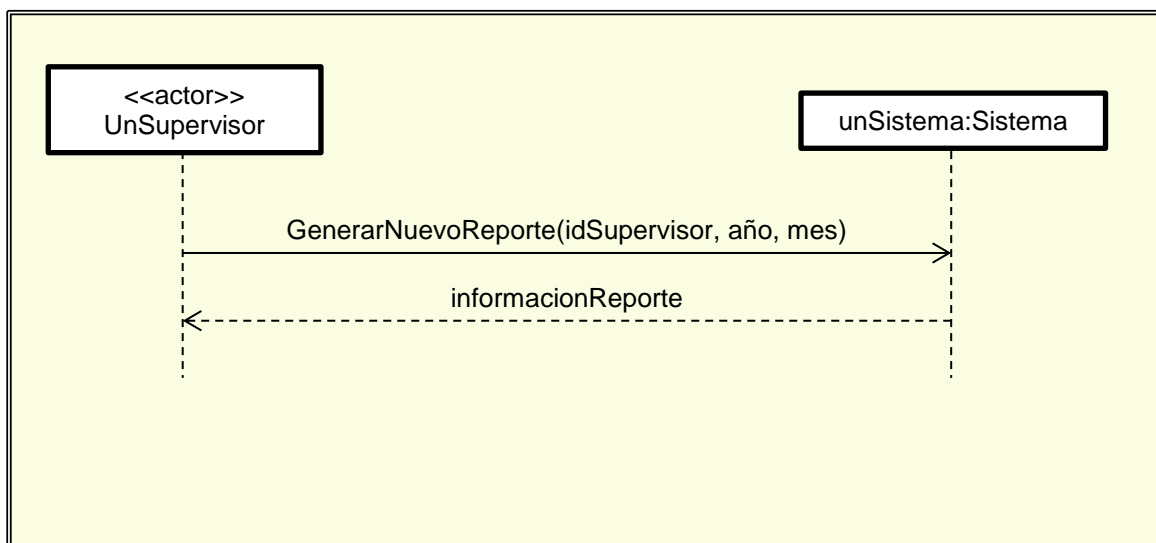 <<actor>>
UnSupervisor
unSistema:Sistema
GenerarNuevoReporte(idSupervisor, año, mes)
informacionReporte